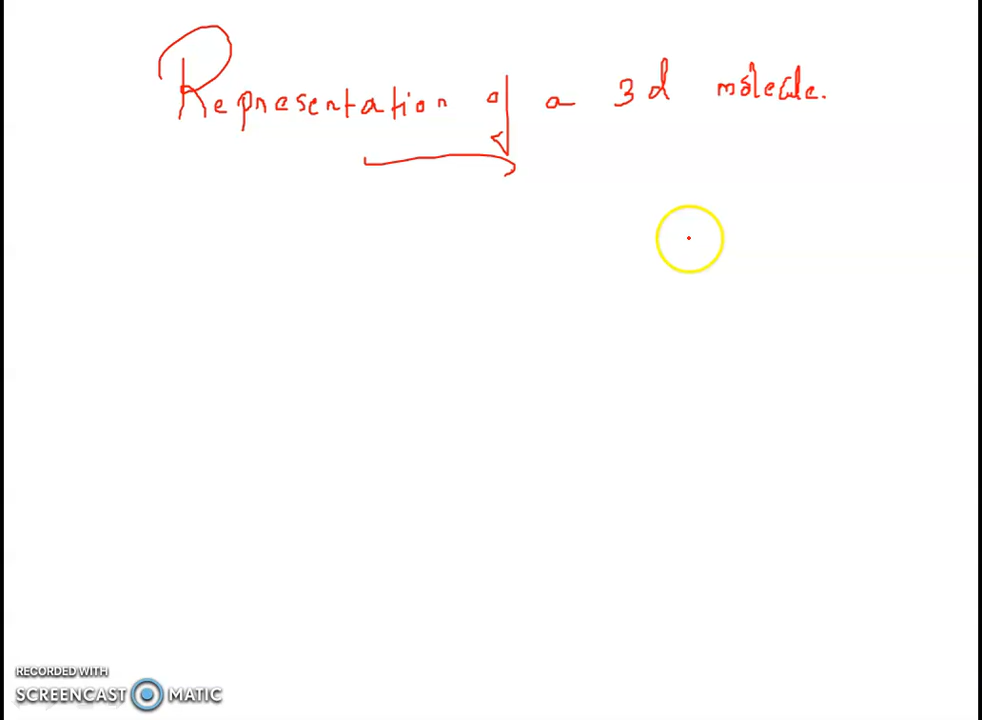 Representation of a 3d molecule.
RECORDED WITH
SCREENCAST MATIC